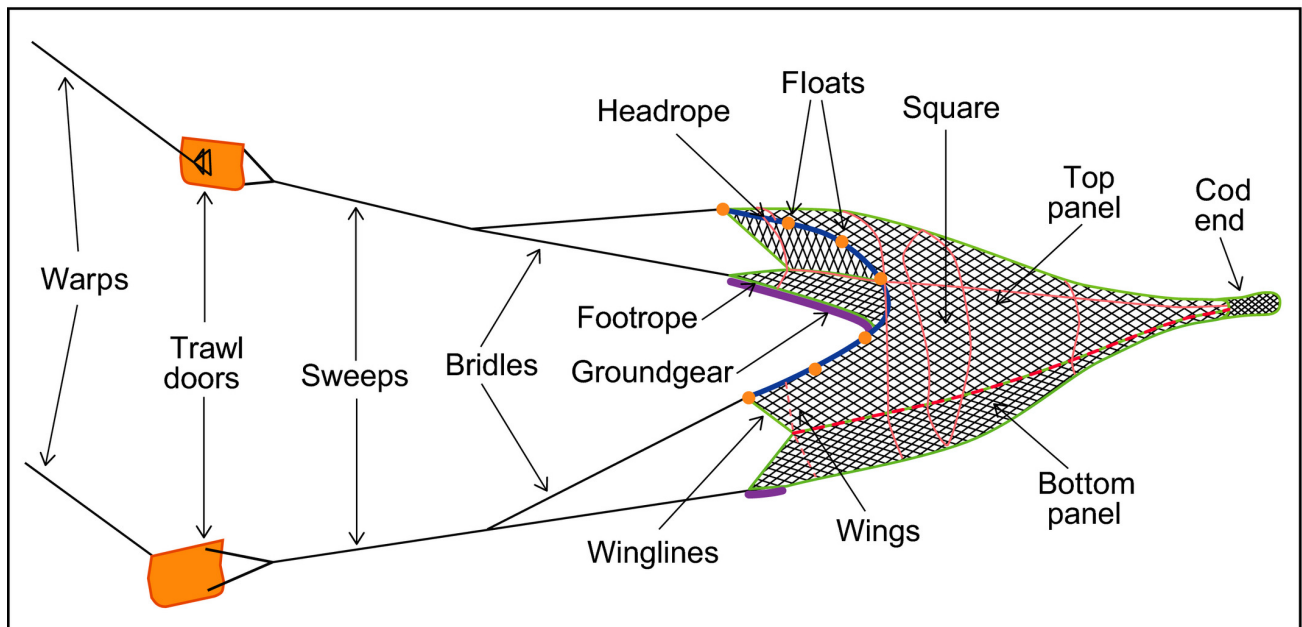 Floats
Headrope
Square
Top
panel
Cod
end
Warps
Trawl
doors
Sweeps
Bridles
Footrope
Groundgear
Winglines
Wings
Bottom
panel